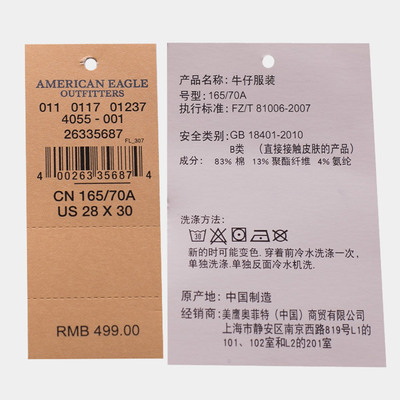 AMERICAN EAGLE
OUTFITTERS
011 0117 01237
4055 - 001
26335687
FL_307
4 00263 35687 4
CN 165/70A
US 28 X 30
RMB 499.00
产品名称: 牛仔服装
号型: 165/70A
执行标准: FZ/T 81006-2007
安全类别: GB 18401-2010
B类 (直接接触皮肤的产品)
成分: 83% 棉 13% 聚酯纤维 4% 氨纶
洗涤方法:
30
新的时可能变色. 穿着前冷水洗涤一次,
单独洗涤. 单独反面冷水机洗.
原产地: 中国制造
经销商: 美鹰奥菲特（中国）商贸有限公司
上海市静安区南京西路819号L1的
101、102室和L2的201室